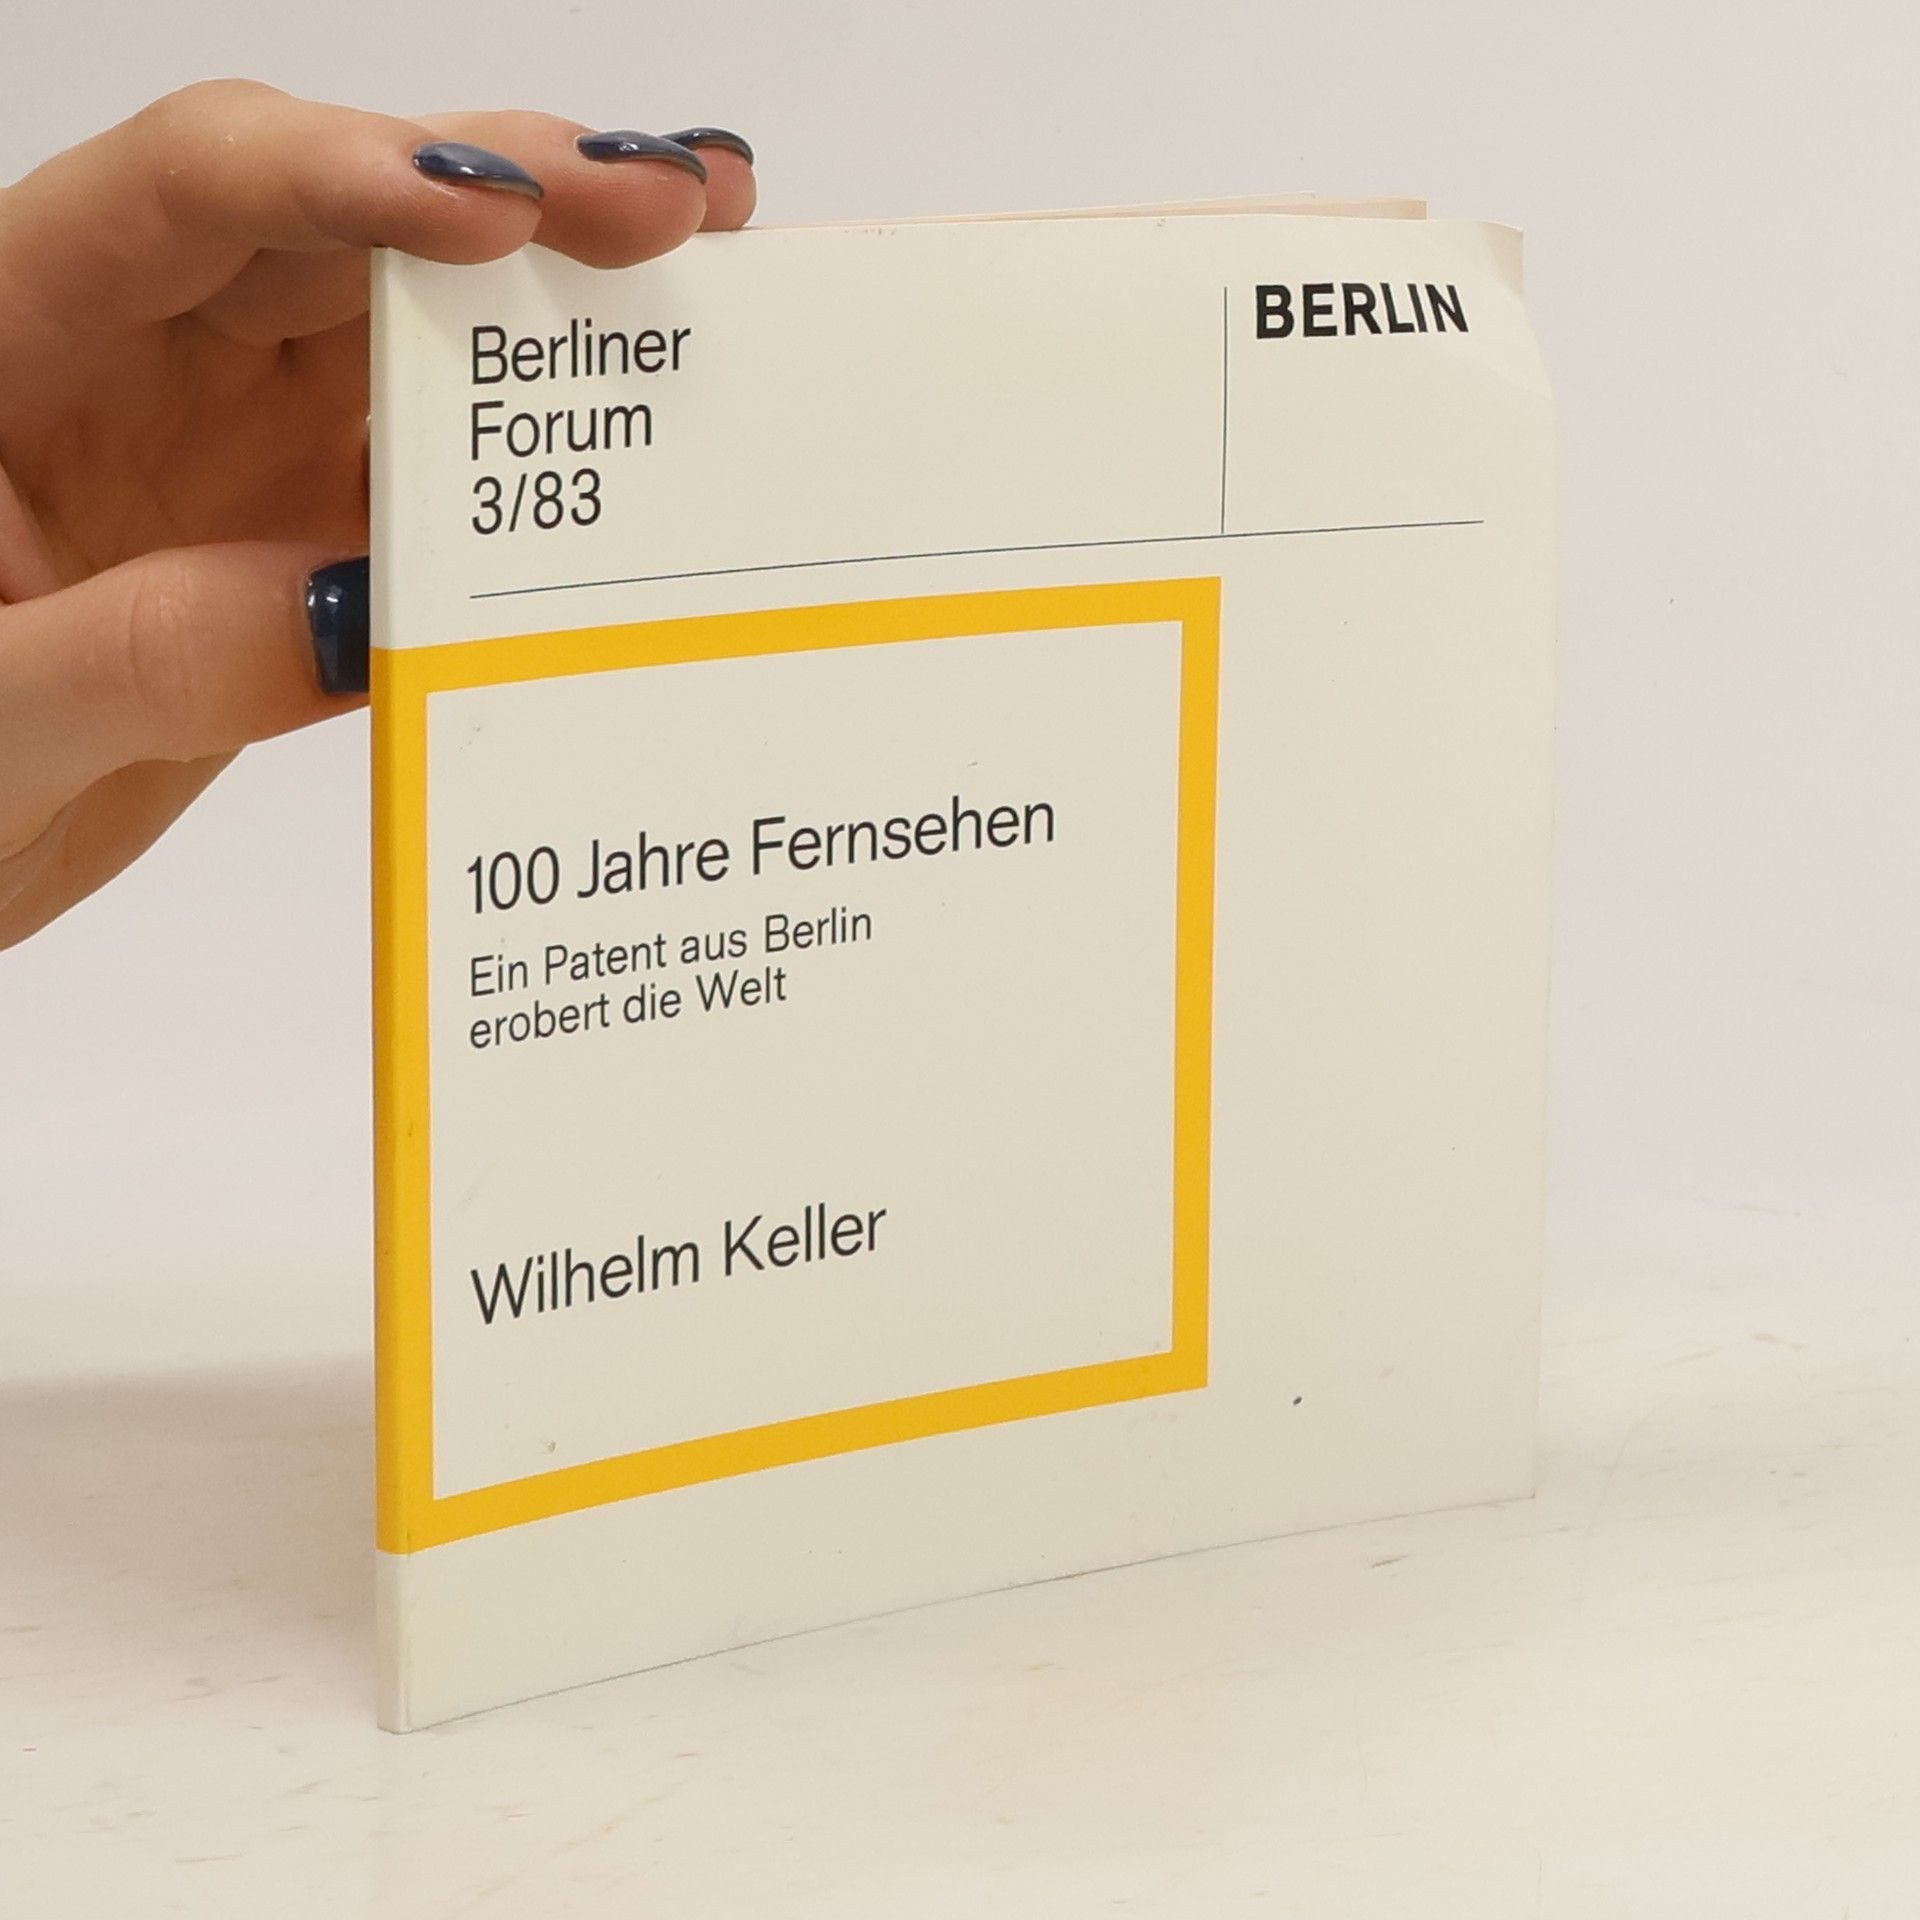 Berliner
Forum
3/83
BERLIN
100 Jahre Fernsehen
Ein Patent aus Berlin
erobert die Welt
Wilhelm Keller